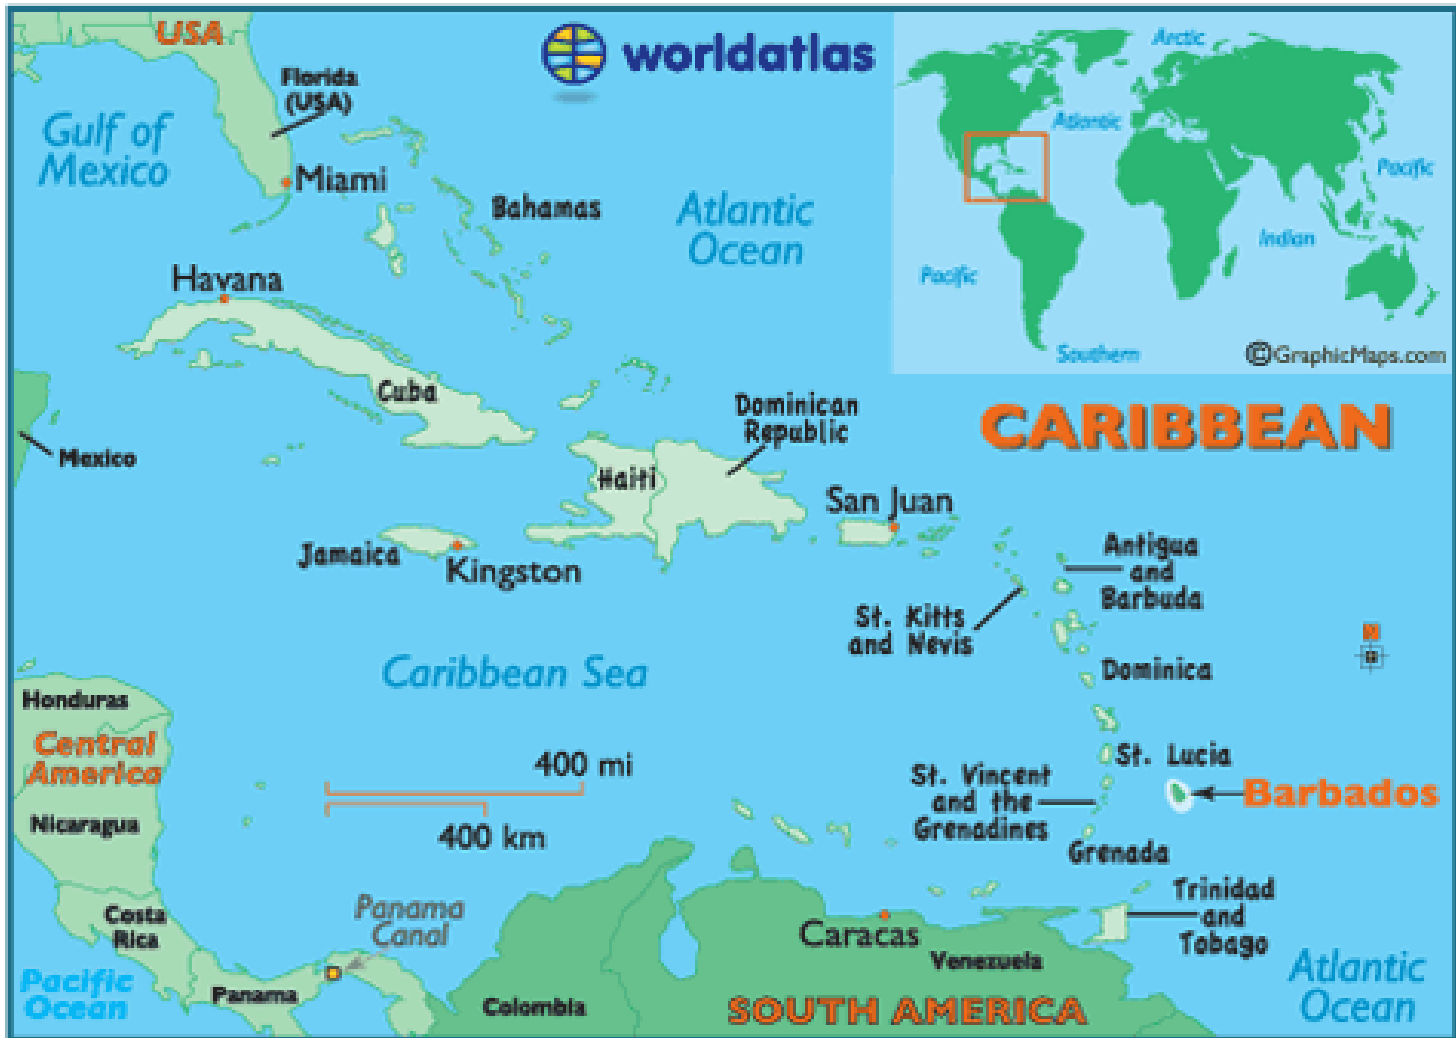 USA
worldatlas
Arctic
Florida
(USA)
Gulf of
Mexico
Atlantic
Miami
Pacific
Bahamas
Atlantic
Ocean
Indian
Havana
Pacific
Southern
©GraphicMaps.com
Cuba
Dominican
Republic
CARIBBEAN
Mexico
Haiti
San Juan
Jamaica
Kingston
Antigua
and
Barbuda
St. Kitts
and Nevis
Caribbean Sea
Dominica
Honduras
Central
America
400 mi
St. Lucia
St. Vincent
and the
Grenadines
Barbados
Nicaragua
400 km
Grenada
Trinidad
and
Tobago
Costa
Rica
Panama
Canal
Caracas
Venezuela
Pacific
Ocean
Panama
Colombia
SOUTH AMERICA
Atlantic
Ocean